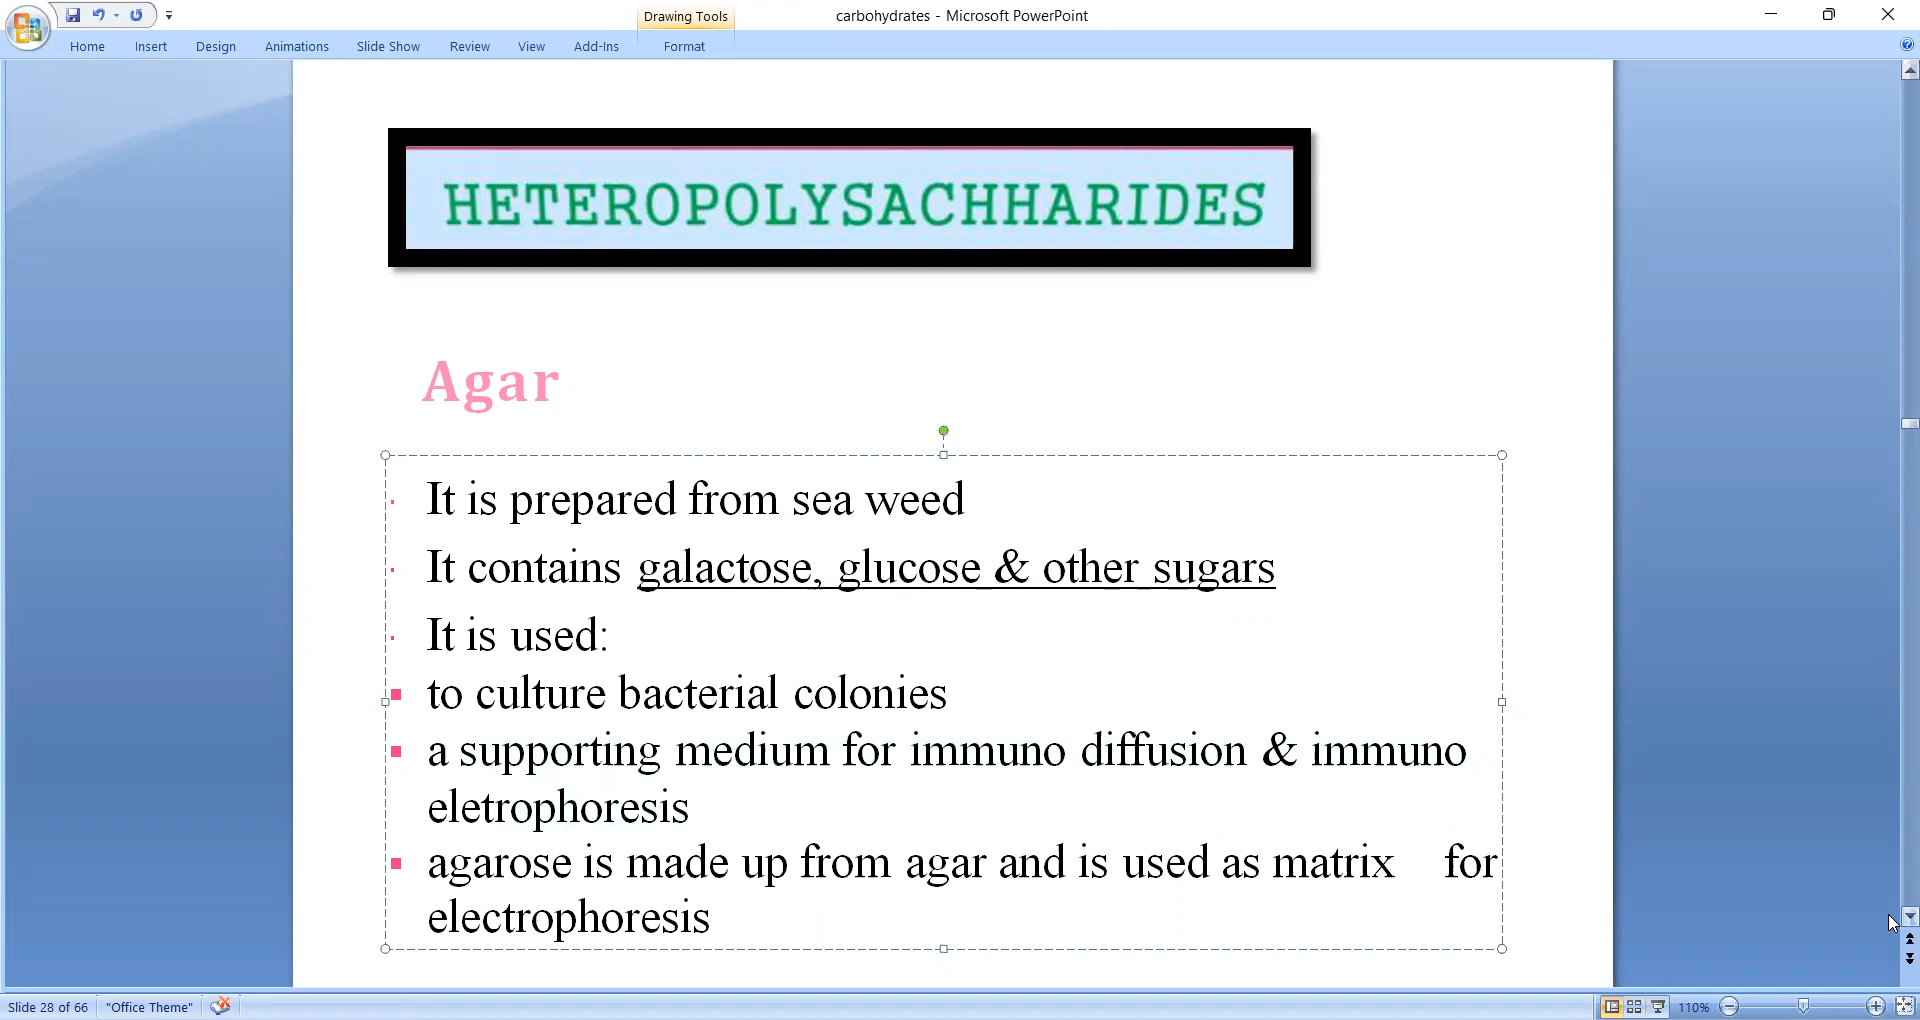 Drawing Tools
carbohydrates - Microsoft PowerPoint
Home Insert Design Animations Slide Show Review View Add-Ins Format
HETEROPOLYSACHHARIDES
Agar
It is prepared from sea weed
It contains galactose, glucose & other sugars
It is used:
to culture bacterial colonies
a supporting medium for immuno diffusion & immuno
eletrophoresis
agarose is made up from agar and is used as matrix for
electrophoresis
Slide 28 of 66 "Office Theme" 110%